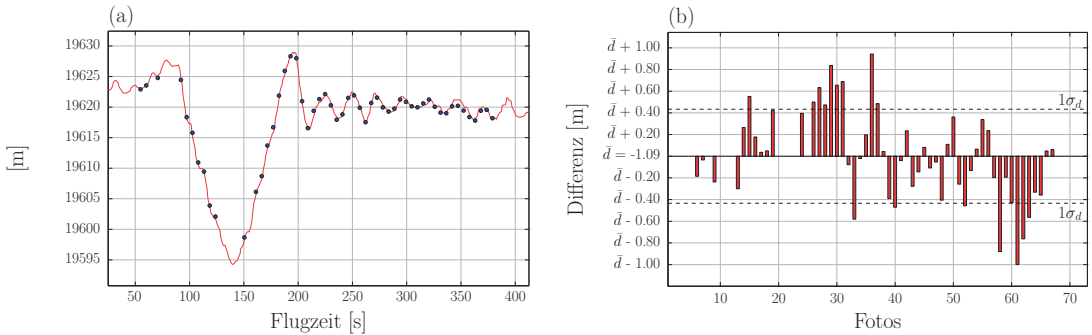 (a)
[m]
19630
19625
19620
19610
19605
19600
19595
50 100 150 200 250 300 350 400
Flugzeit [s]
(b)
Differenz [m]
d̄ + 1.00
d̄ + 0.80
d̄ + 0.60
d̄ + 0.40
d̄ + 0.20
d̄ = -1.09
d̄ - 0.20
d̄ - 0.40
d̄ - 0.60
d̄ - 0.80
d̄ - 1.00
1σd
1σd
0 10 20 30 40 50 60 70
Fotos